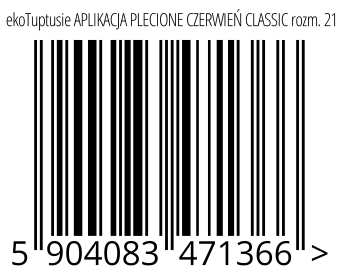 ekoTuptusie APLIKACJA PLECIONE CZERWIEŃ CLASSIC rozm. 21
5 904083 471366 >